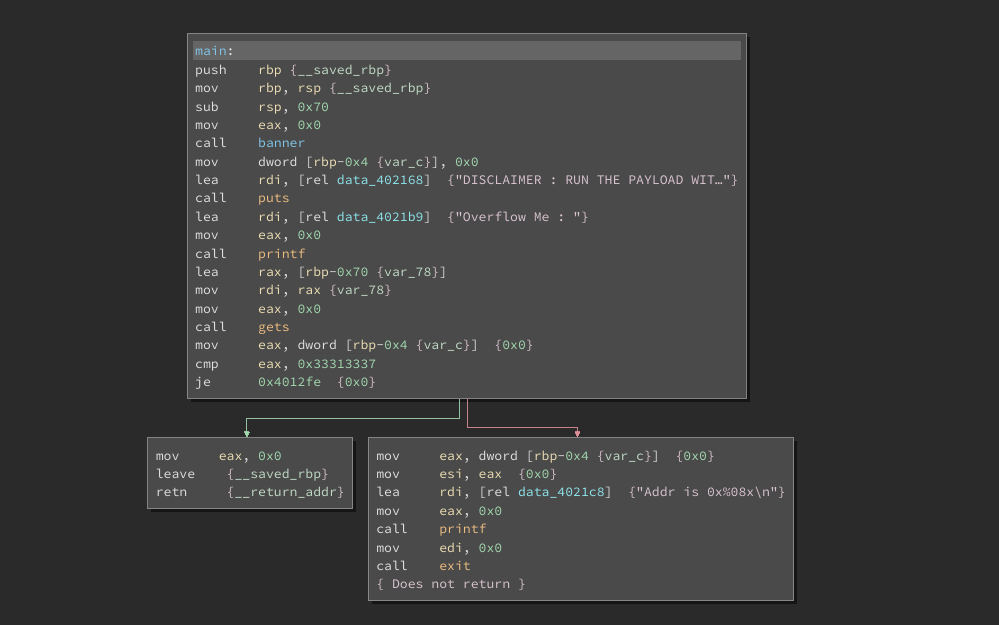 main:
push rbp {__saved_rbp}
mov rbp, rsp {__saved_rbp}
sub rsp, 0x70
mov eax, 0x0
call banner
mov dword [rbp-0x4 {var_c}], 0x0
lea rdi, [rel data_402168] {"DISCLAIMER : RUN THE PAYLOAD WIT…"}
call puts
lea rdi, [rel data_4021b9] {"Overflow Me : "}
mov eax, 0x0
call printf
lea rax, [rbp-0x70 {var_78}]
mov rdi, rax {var_78}
mov eax, 0x0
call gets
mov eax, dword [rbp-0x4 {var_c}] {0x0}
cmp eax, 0x33313337
je 0x4012fe {0x0}
mov eax, 0x0
leave {__saved_rbp}
retn {__return_addr}
mov eax, dword [rbp-0x4 {var_c}] {0x0}
mov esi, eax {0x0}
lea rdi, [rel data_4021c8] {"Addr is 0x%08x\n"}
mov eax, 0x0
call printf
mov edi, 0x0
call exit
{ Does not return }